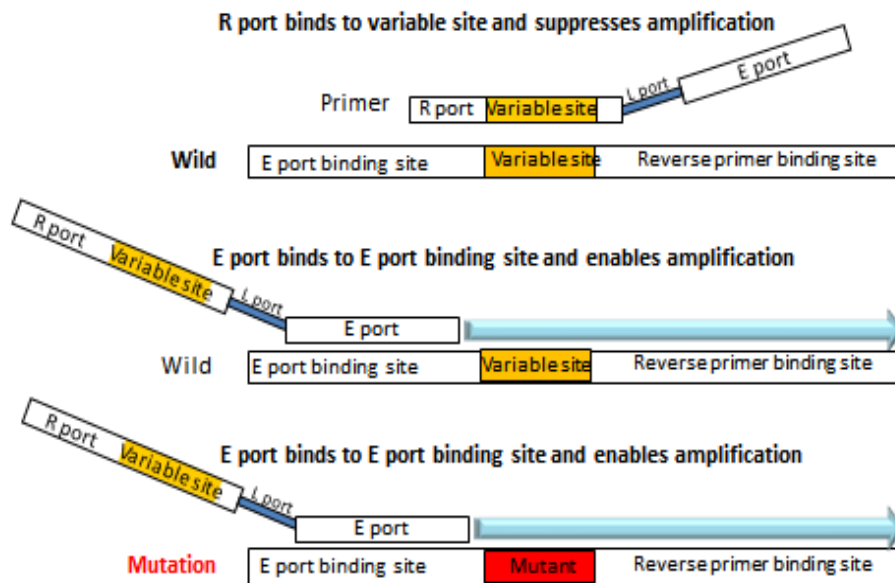 R port binds to variable site and suppresses amplification
E port
L port
Primer
R port
Variable site
Wild
E port binding site
Variable site
Reverse primer binding site
R port
Variable site
L port
E port binds to E port binding site and enables amplification
E port
Wild
E port binding site
Variable site
Reverse primer binding site
R port
Variable site
L port
E port binds to E port binding site and enables amplification
E port
Mutation
E port binding site
Mutant
Reverse primer binding site